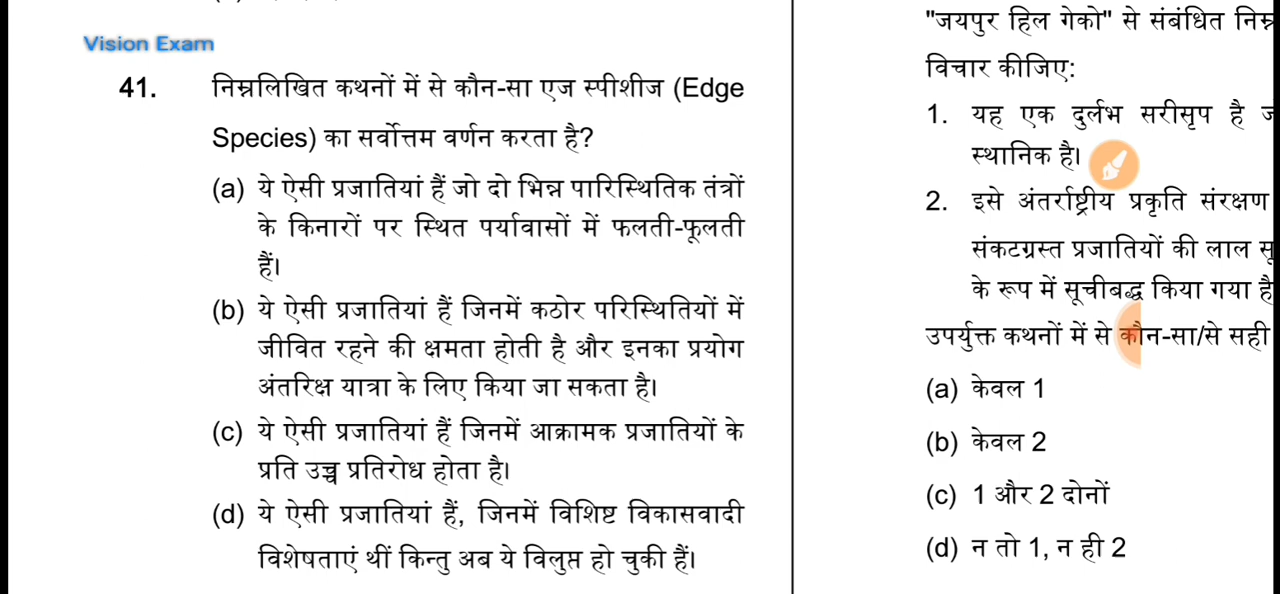 Vision Exam
41. निम्नलिखित कथनों में से कौन-सा एज स्पीशीज (Edge
Species) का सर्वोत्तम वर्णन करता है?
(a) ये ऐसी प्रजातियां हैं जो दो भिन्न पारिस्थितिक तंत्रों
के किनारों पर स्थित पर्यावासों में फलती-फूलती
हैं।
(b) ये ऐसी प्रजातियां हैं जिनमें कठोर परिस्थितियों में
जीवित रहने की क्षमता होती है और इनका प्रयोग
अंतरिक्ष यात्रा के लिए किया जा सकता है।
(c) ये ऐसी प्रजातियां हैं जिनमें आक्रामक प्रजातियों के
प्रति उच्च प्रतिरोध होता है।
(d) ये ऐसी प्रजातियां हैं, जिनमें विशिष्ट विकासवादी
विशेषताएं थीं किन्तु अब ये विलुप्त हो चुकी हैं।
"जयपुर हिल गेको" से संबंधित
विचार कीजिए:
1. यह एक दुर्लभ सरीसृप है
स्थानिक है।
2. इसे अंतर्राष्ट्रीय प्रकृति संरक्षण
संकटग्रस्त प्रजातियों की लाल
के रूप में सूचीबद्ध किया गया है
उपर्युक्त कथनों में से कौन-सा/से सही
(a) केवल 1
(b) केवल 2
(c) 1 और 2 दोनों
(d) न तो 1, न ही 2